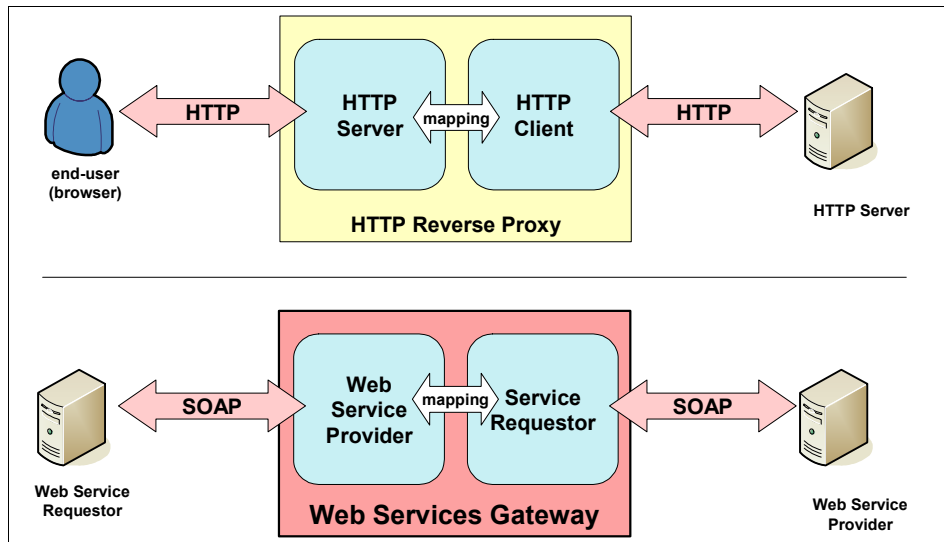 HTTP
HTTP
Server
mapping
HTTP
Client
HTTP
end-user
(browser)
HTTP Reverse Proxy
HTTP Server
SOAP
Web
Service
Provider
mapping
Service
Requestor
SOAP
Web Service
Requestor
Web Services Gateway
Web Service
Provider